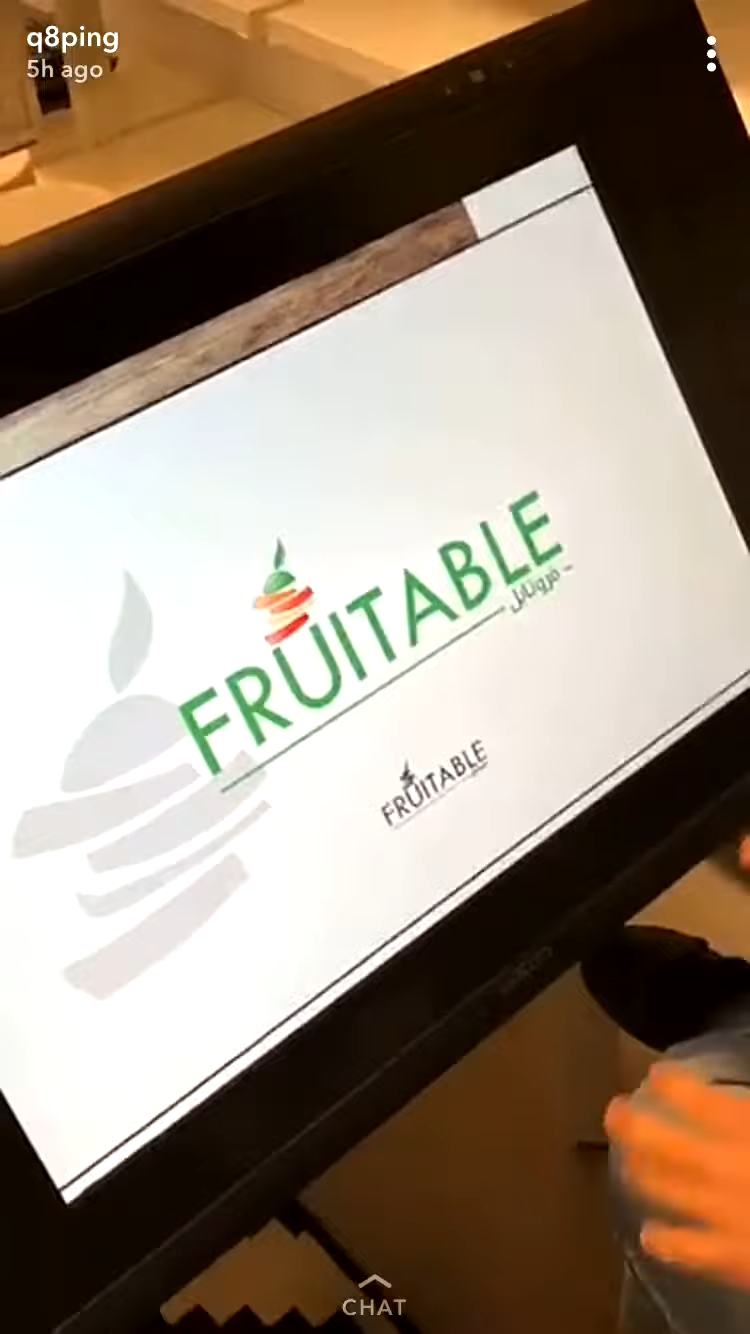 q8ping
5h ago
FRUITABLE
فروتابل
FRUITABLE
CHAT